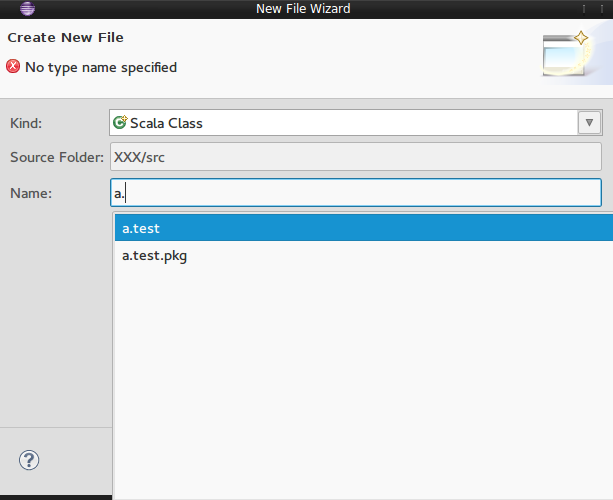 New File Wizard
Create New File
No type name specified
Kind: Scala Class
Source Folder: XXX/src
Name: a.
a.test
a.test.pkg
?